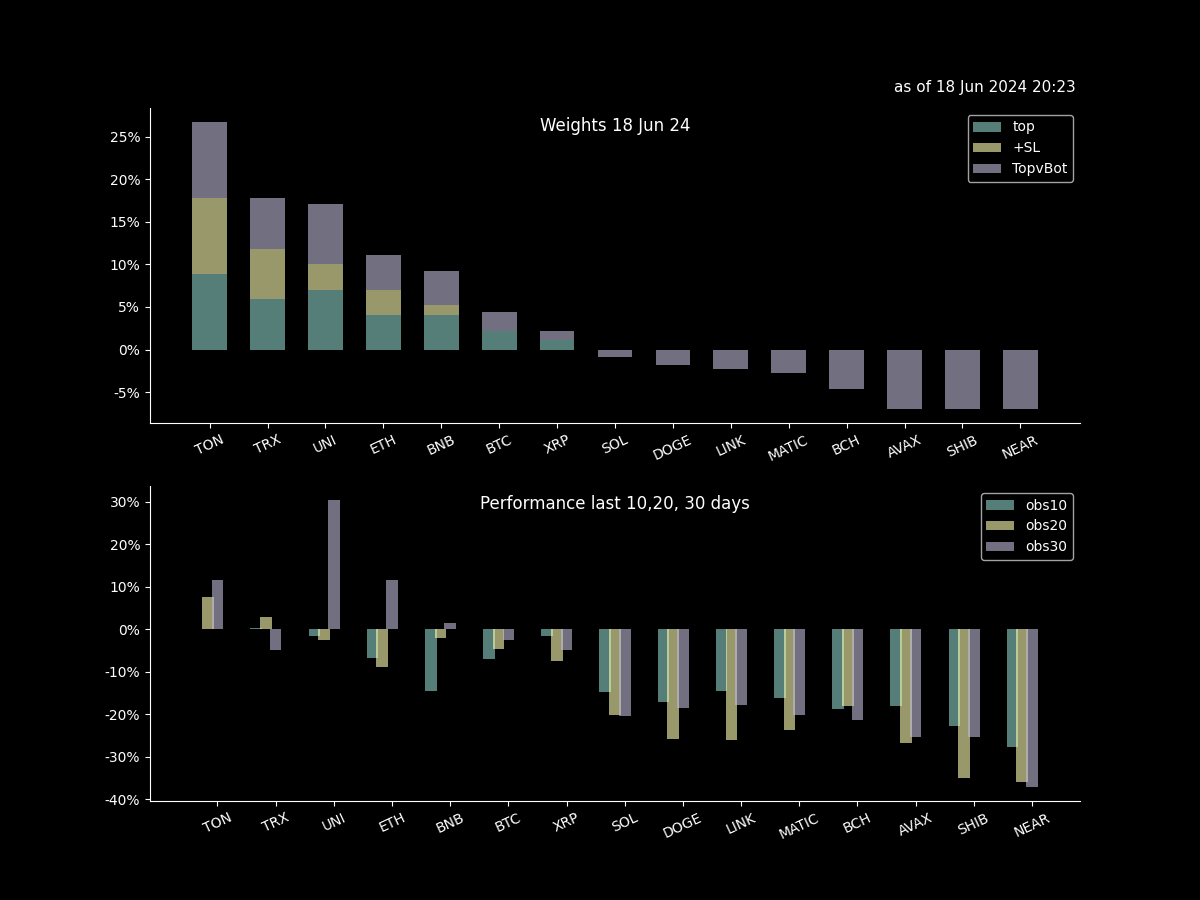 as of 18 Jun 2024 20:23
Weights 18 Jun 24
top
+SL
TopvBot
25%
20%
15%
10%
5%
0%
-5%
TON TRX UNI ETH BNB BTC XRP SOL DOGE LINK MATIC BCH AVAX SHIB NEAR
Performance last 10,20, 30 days
obs10
obs20
obs30
30%
20%
10%
0%
-10%
-20%
-30%
-40%
TON TRX UNI ETH BNB BTC XRP SOL DOGE LINK MATIC BCH AVAX SHIB NEAR